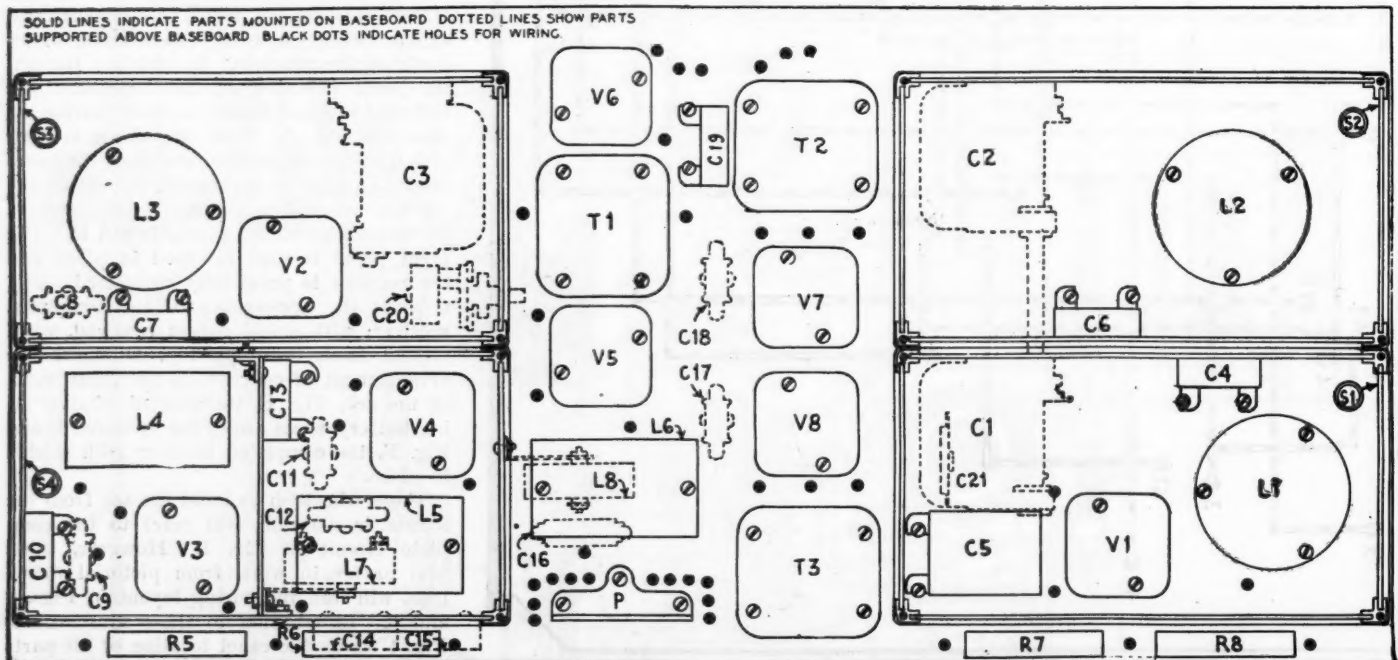 SOLID LINES INDICATE PARTS MOUNTED ON BASEBOARD DOTTED LINES SHOW PARTS
SUPPORTED ABOVE BASEBOARD BLACK DOTS INDICATE HOLES FOR WIRING.
V6
S3
C19
T2
S2
C3
C2
L3
T1
L2
V2
C8
C7
C20
C18
V7
C6
V5
C13
C17
C4
S1
L4
V4
L6
V8
C1
C11
L8
C21
L1
S4
C12
L5
C16
C10
V3
C5
V1
L7
T3
C9
P
R5
R6
C14
C15
R7
R8